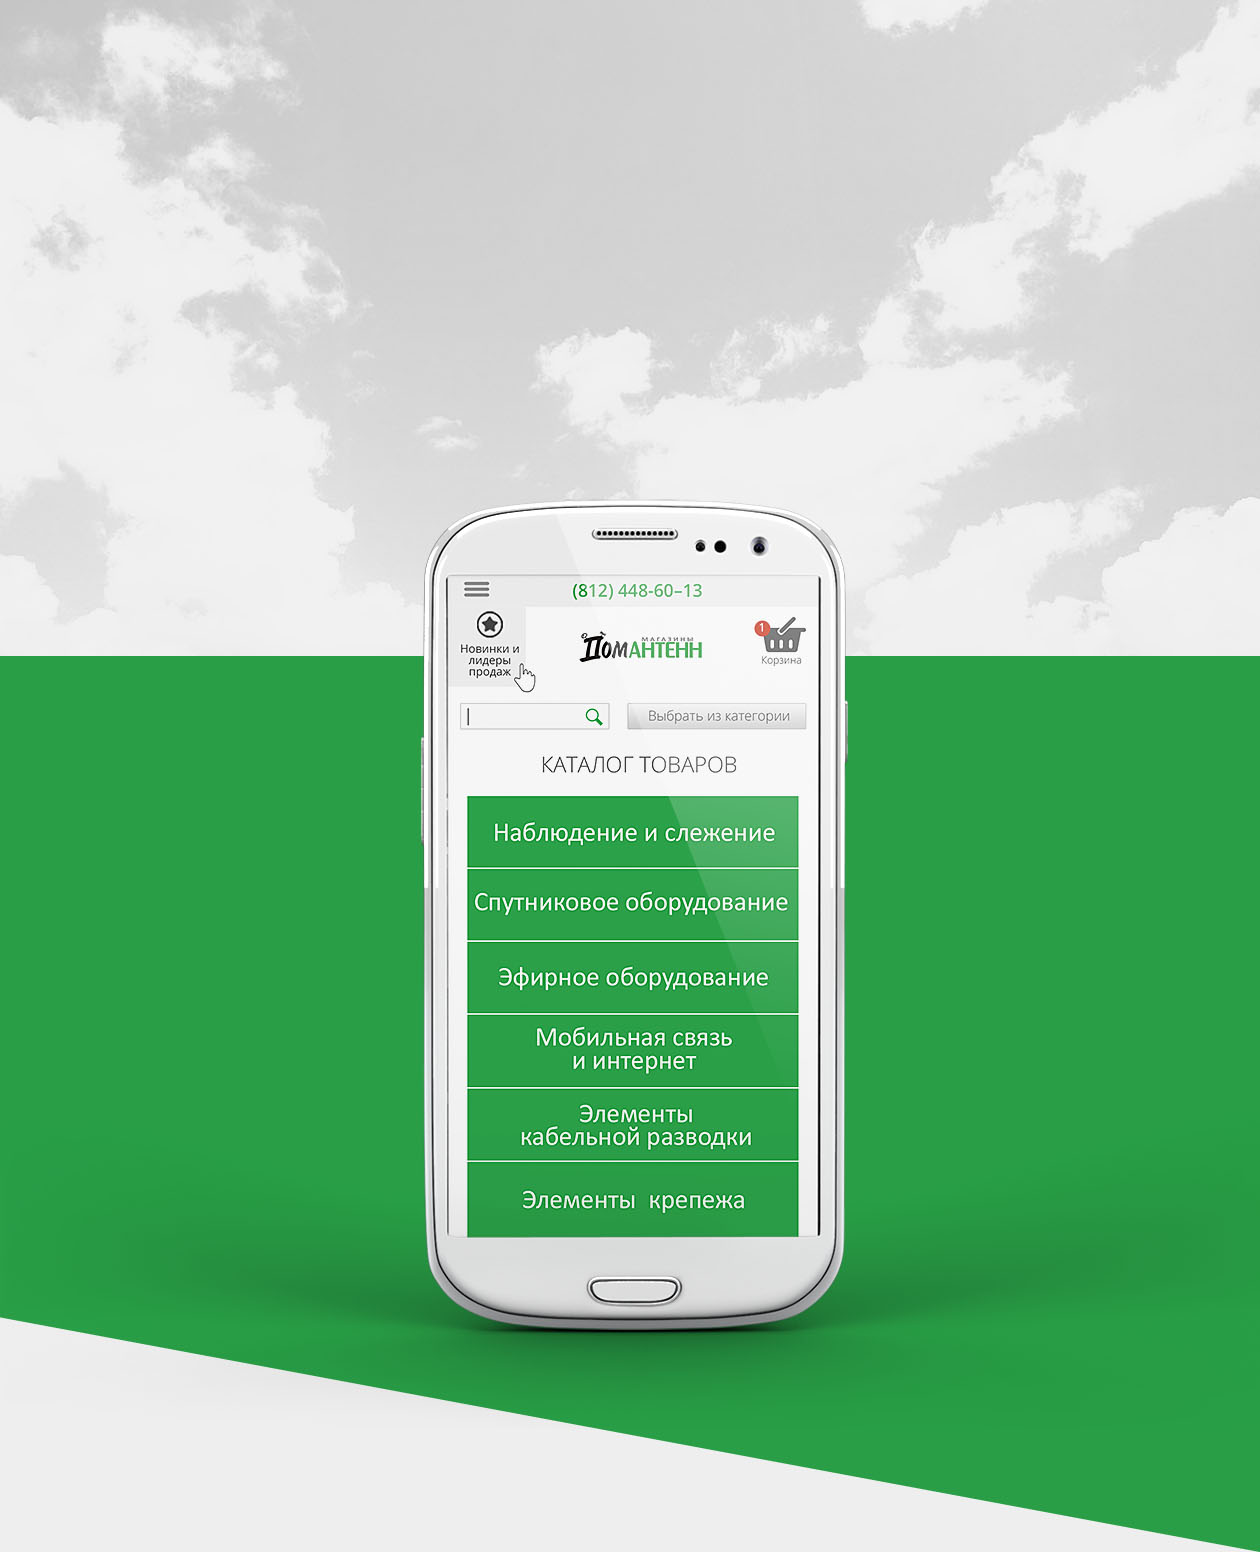 (812) 448-60–13
Новинки и
лидеры
продаж
МАГАЗИНЫ
ДОМАНТЕНН
1
Корзина
Выбрать из категории
КАТАЛОГ ТОВАРОВ
Наблюдение и слежение
Спутниковое оборудование
Эфирное оборудование
Мобильная связь
и интернет
Элементы
кабельной разводки
Элементы крепежа